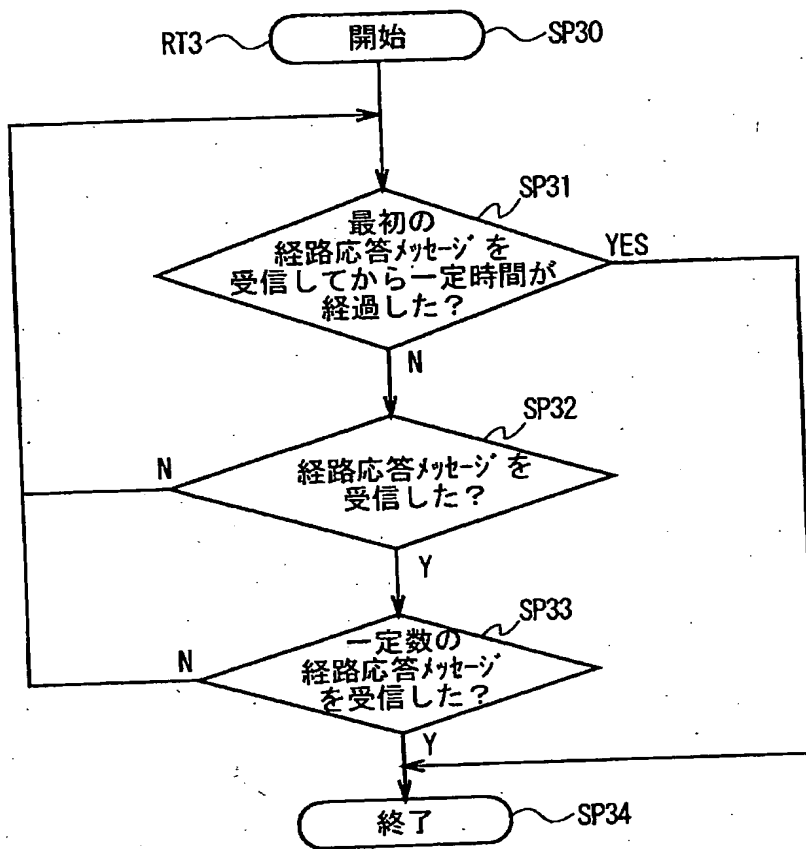 RT3
開始
SP30
SP31
最初の
経路応答ﾒｯｾｰｼﾞを
受信してから一定時間が
経過した？
YES
N
SP32
経路応答ﾒｯｾｰｼﾞを
受信した？
N
Y
SP33
一定数の
経路応答ﾒｯｾｰｼﾞ
を受信した？
N
Y
終了
SP34